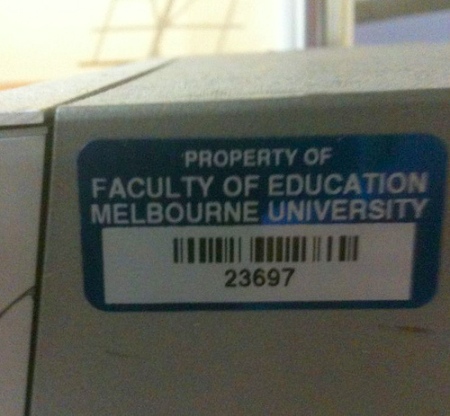 PROPERTY OF
FACULTY OF EDUCATION
MELBOURNE UNIVERSITY
23697